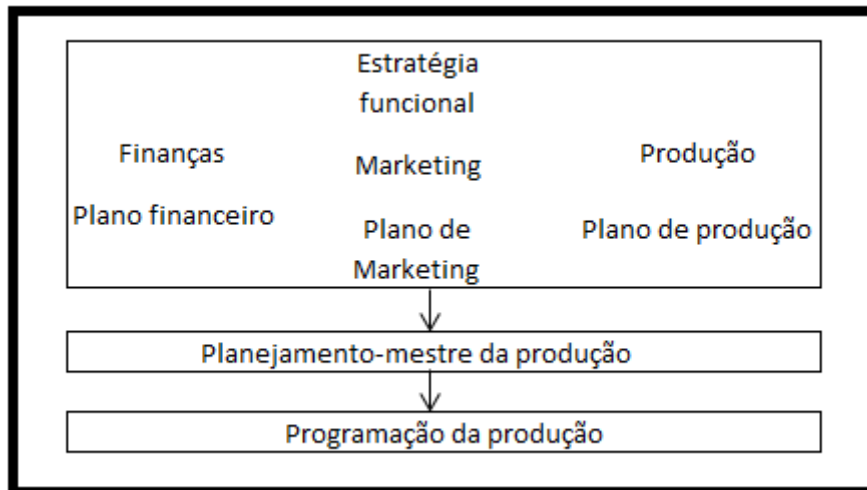 Estratégia
funcional
Finanças
Marketing
Produção
Plano financeiro
Plano de
Marketing
Plano de produção
Planejamento-mestre da produção
Programação da produção